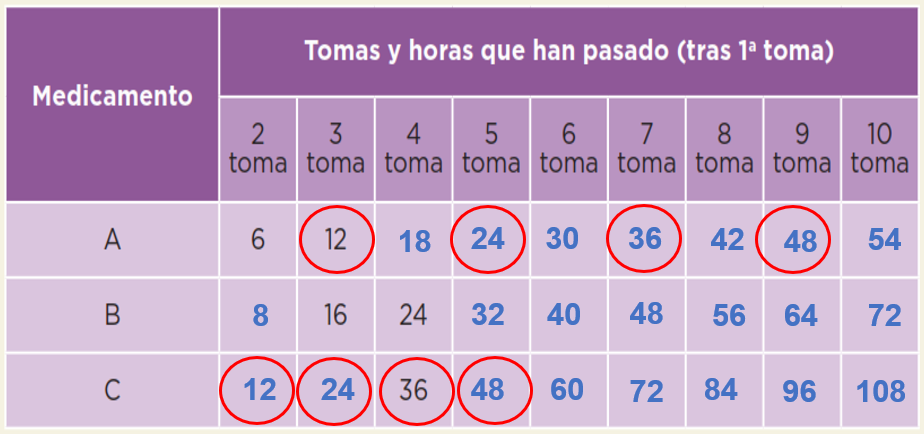 Medicamento
Tomas y horas que han pasado (tras 1ª toma)
2 toma 3 toma 4 toma 5 toma 6 toma 7 toma 8 toma 9 toma 10 toma
A 6 12 18 24 30 36 42 48 54
B 8 16 24 32 40 48 56 64 72
C 12 24 36 48 60 72 84 96 108